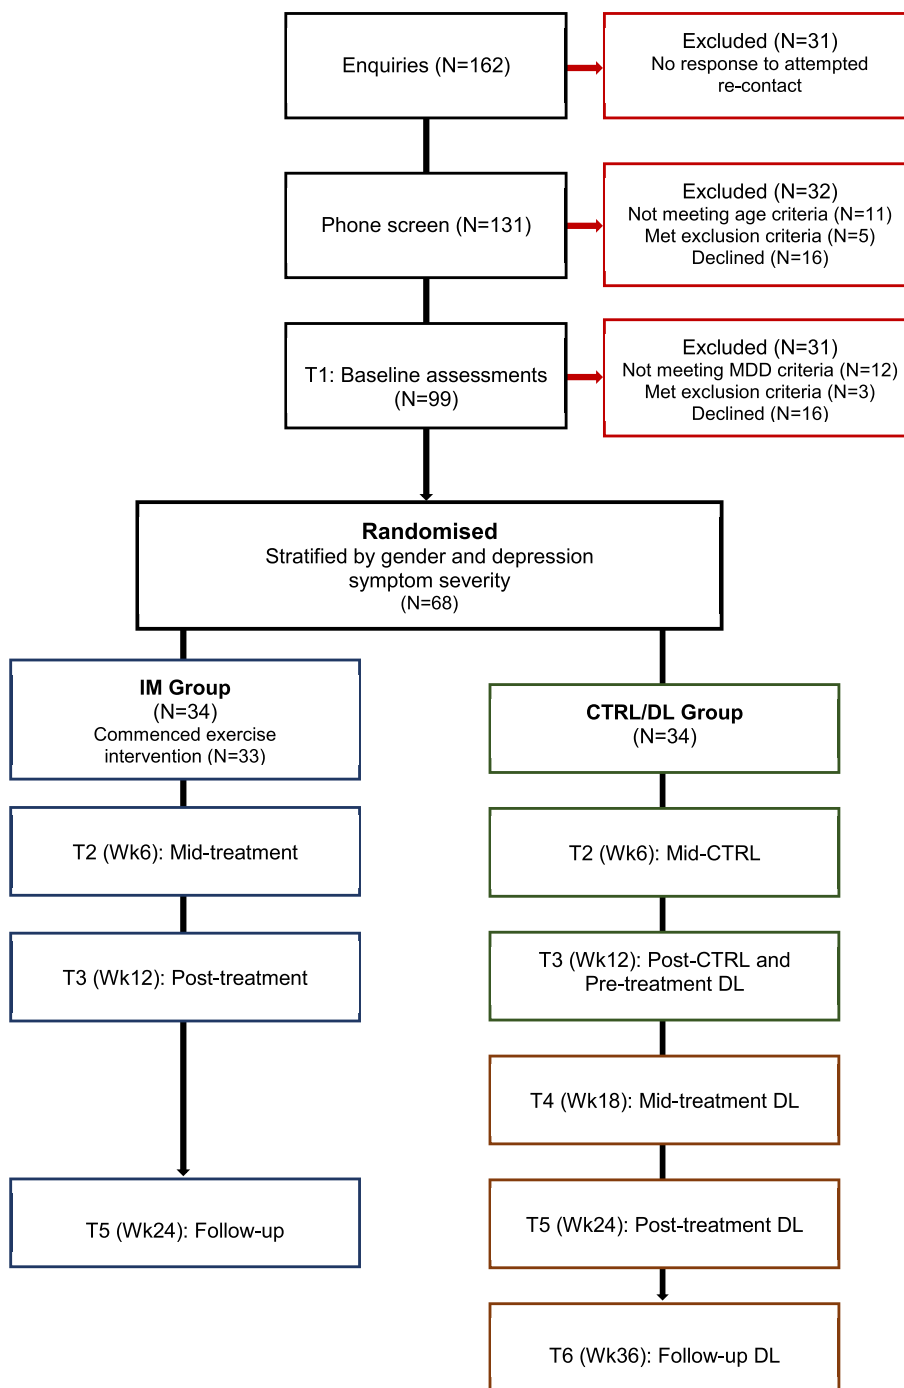 Enquiries (N=162)
Excluded (N=31)
No response to attempted
re-contact
Phone screen (N=131)
Excluded (N=32)
Not meeting age criteria (N=11)
Met exclusion criteria (N=5)
Declined (N=16)
T1: Baseline assessments
(N=99)
Excluded (N=31)
Not meeting MDD criteria (N=12)
Met exclusion criteria (N=3)
Declined (N=16)
Randomised
Stratified by gender and depression
symptom severity
(N=68)
IM Group
(N=34)
Commenced exercise
intervention (N=33)
CTRL/DL Group
(N=34)
T2 (Wk6): Mid-treatment
T2 (Wk6): Mid-CTRL
T3 (Wk12): Post-treatment
T3 (Wk12): Post-CTRL and
Pre-treatment DL
T4 (Wk18): Mid-treatment DL
T5 (Wk24): Follow-up
T5 (Wk24): Post-treatment DL
T6 (Wk36): Follow-up DL